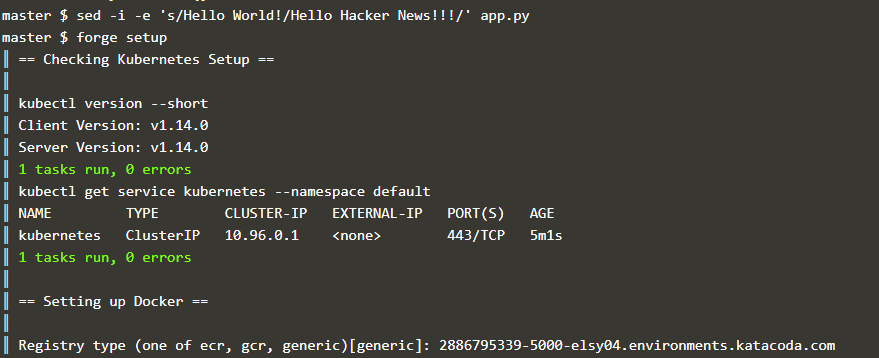 master $ sed -i -e 's/Hello World!/Hello Hacker News!!!/' app.py
master $ forge setup
== Checking Kubernetes Setup ==
kubectl version --short
Client Version: v1.14.0
Server Version: v1.14.0
1 tasks run, 0 errors
kubectl get service kubernetes --namespace default
NAME TYPE CLUSTER-IP EXTERNAL-IP PORT(S) AGE
kubernetes ClusterIP 10.96.0.1 <none> 443/TCP 5m1s
1 tasks run, 0 errors
== Setting up Docker ==
Registry type (one of ecr, gcr, generic)[generic]: 2886795339-5000-elsy04.environments.katacoda.com